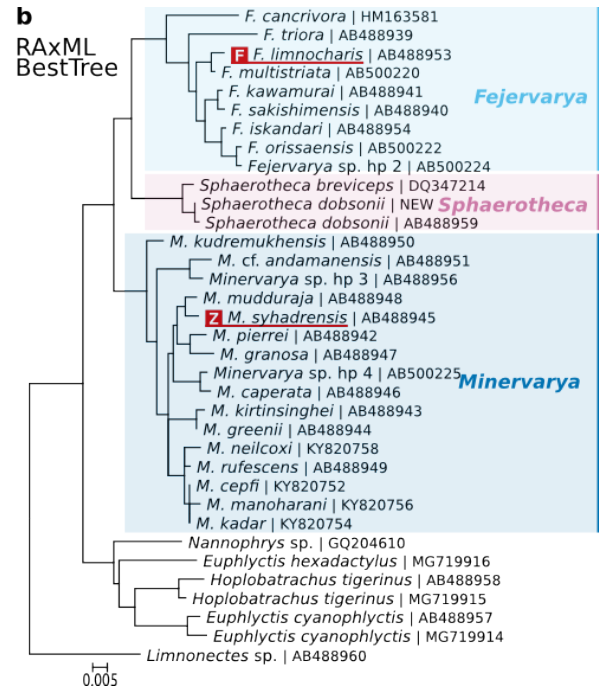 b
RAxML
BestTree
F. cancrivora | HM163581
F. triora | AB488939
F F. limnocharis | AB488953
F. multistriata | AB500220
F. kawamurai | AB488941
Fejervarya
F. sakishimensis | AB488940
F. iskandari | AB488954
F. orissaensis | AB500222
Fejervarya sp. hp 2 | AB500224
Sphaerotheca breviceps | DQ347214
Sphaerotheca dobsonii | NEW Sphaerotheca
Sphaerotheca dobsonii | AB488959
M. kudremukhensis | AB488950
M. cf. andamanensis | AB488951
Minervarya sp. hp 3 | AB488956
M. mudduraja | AB488948
Z M. syhadrensis | AB488945
M. pierrei | AB488942
M. granosa | AB488947
Minervarya sp. hp 4 | AB500225
Minervarya
M. caperata | AB488946
M. kirtinsinghei | AB488943
M. greenii | AB488944
M. neilcoxi | KY820758
M. rufescens | AB488949
M. cepfi | KY820752
M. manoharani | KY820756
M. kadar | KY820754
Nannophrys sp. | GQ204610
Euphlyctis hexadactylus | MG719916
Hoplobatrachus tigerinus | AB488958
Hoplobatrachus tigerinus | MG719915
Euphlyctis cyanophlyctis | AB488957
Euphlyctis cyanophlyctis | MG719914
Limnonectes sp. | AB488960
0.005